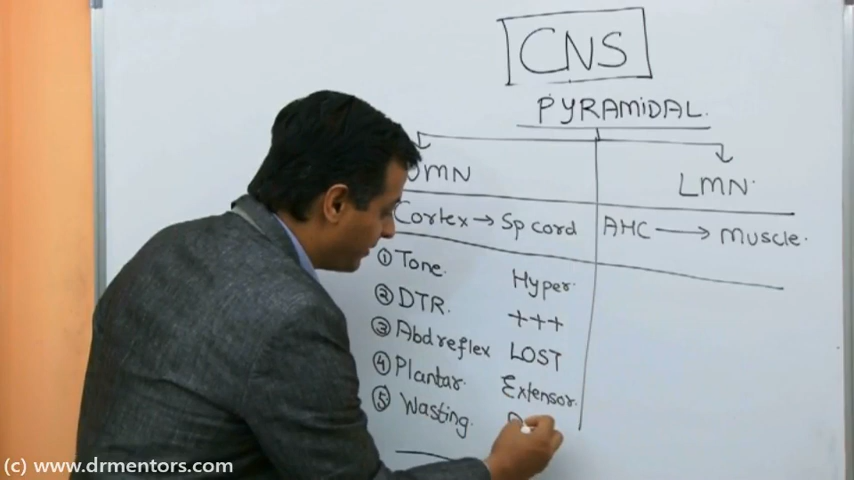 CNS
PYRAMIDAL.
UMN LMN
Cortex → Sp cord AHC → Muscle.
① Tone. Hyper.
② DTR. +++
③ Abd reflex LOST
④ Plantar. Extensor.
⑤ Wasting.
(c) www.drmentors.com